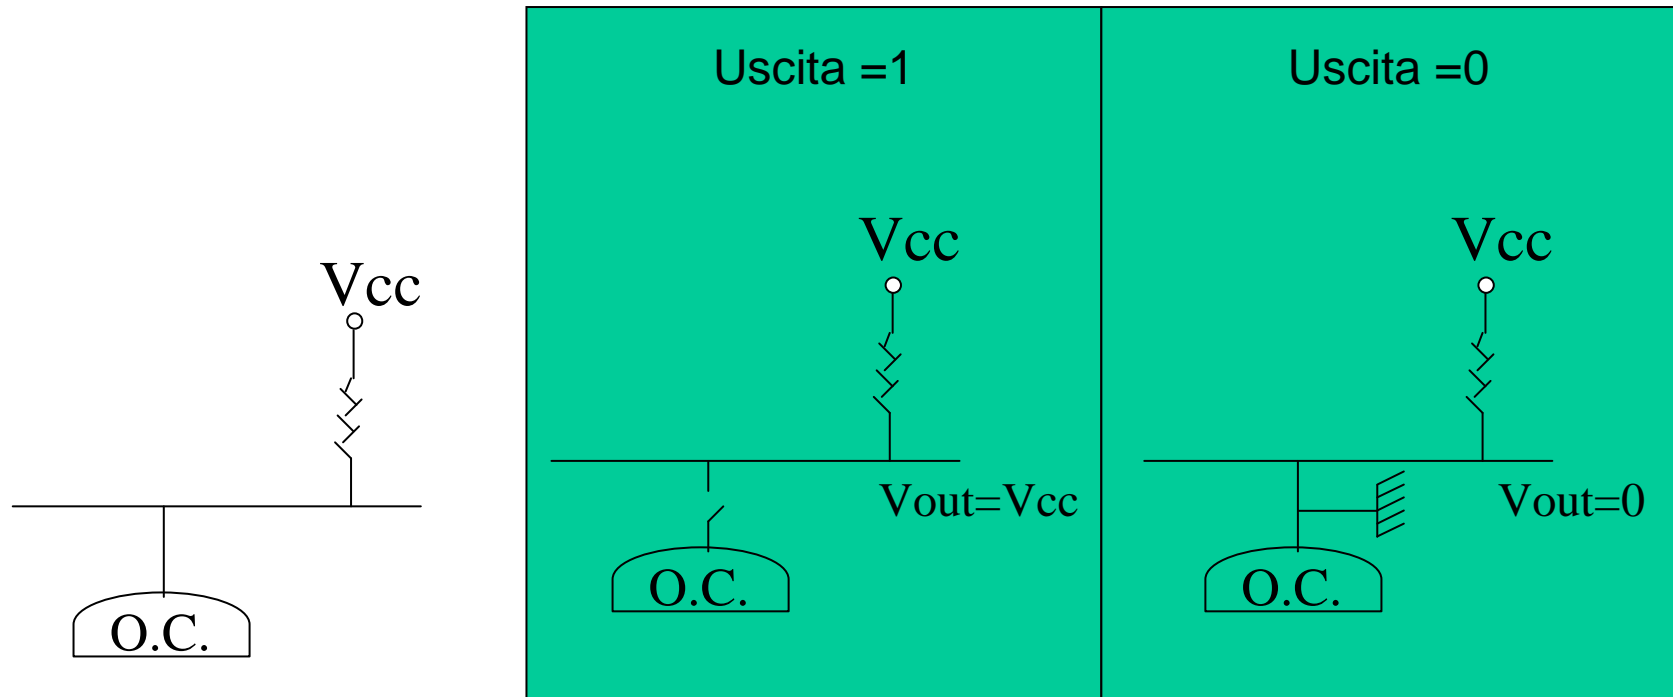 Vcc
O.C.
Uscita =1
Vcc
Vout=Vcc
O.C.
Uscita =0
Vcc
Vout=0
O.C.